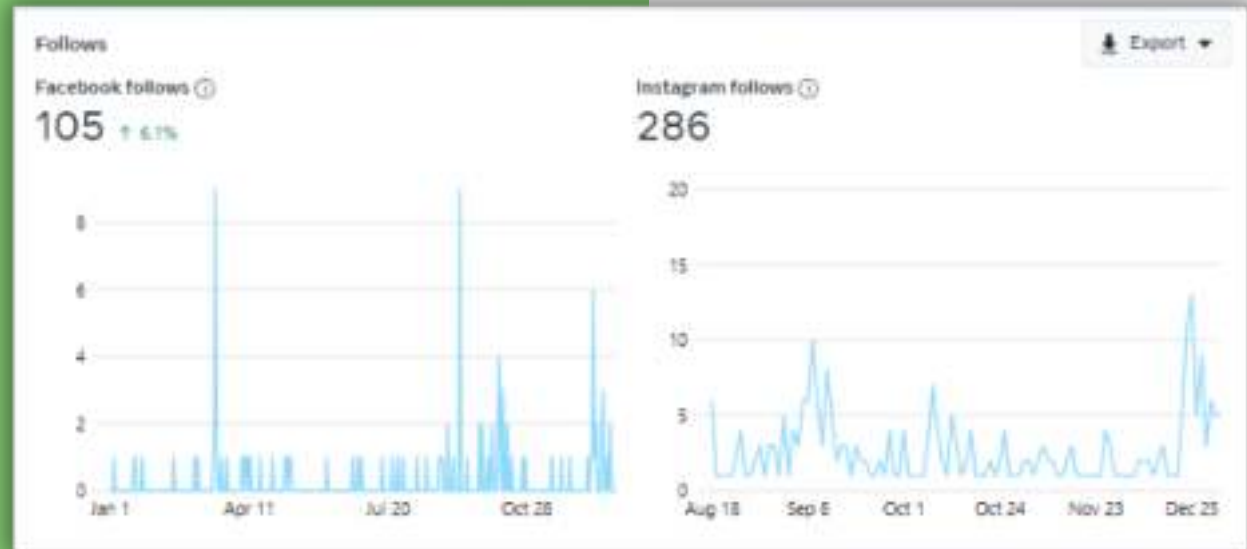 Follows
Export
Facebook follows
105 ↑ 6.1%
8
6
4
2
0
Jan 1 Apr 11 Jul 20 Oct 28
Instagram follows
286
20
15
10
5
0
Aug 18 Sep 6 Oct 1 Oct 24 Nov 23 Dec 25